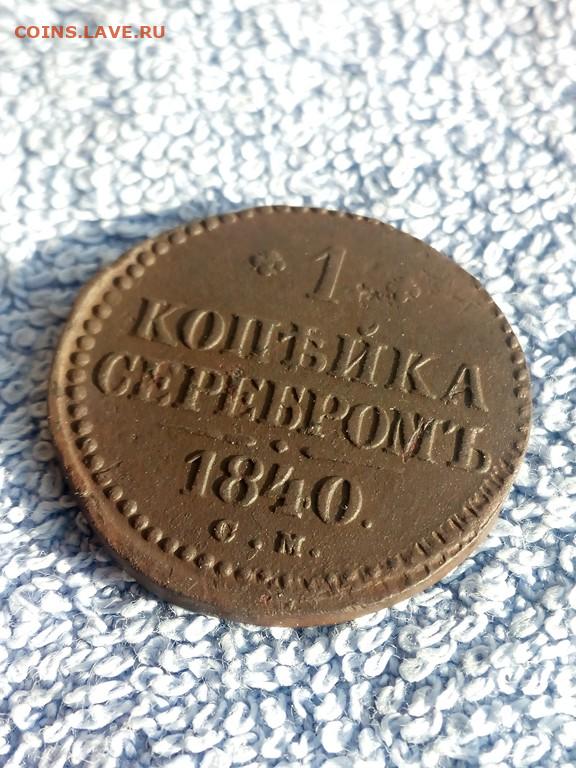 COINS.LAVE.RU
1
КОПѢЙКА
СЕРЕБРОМЪ
1840.
С.М.